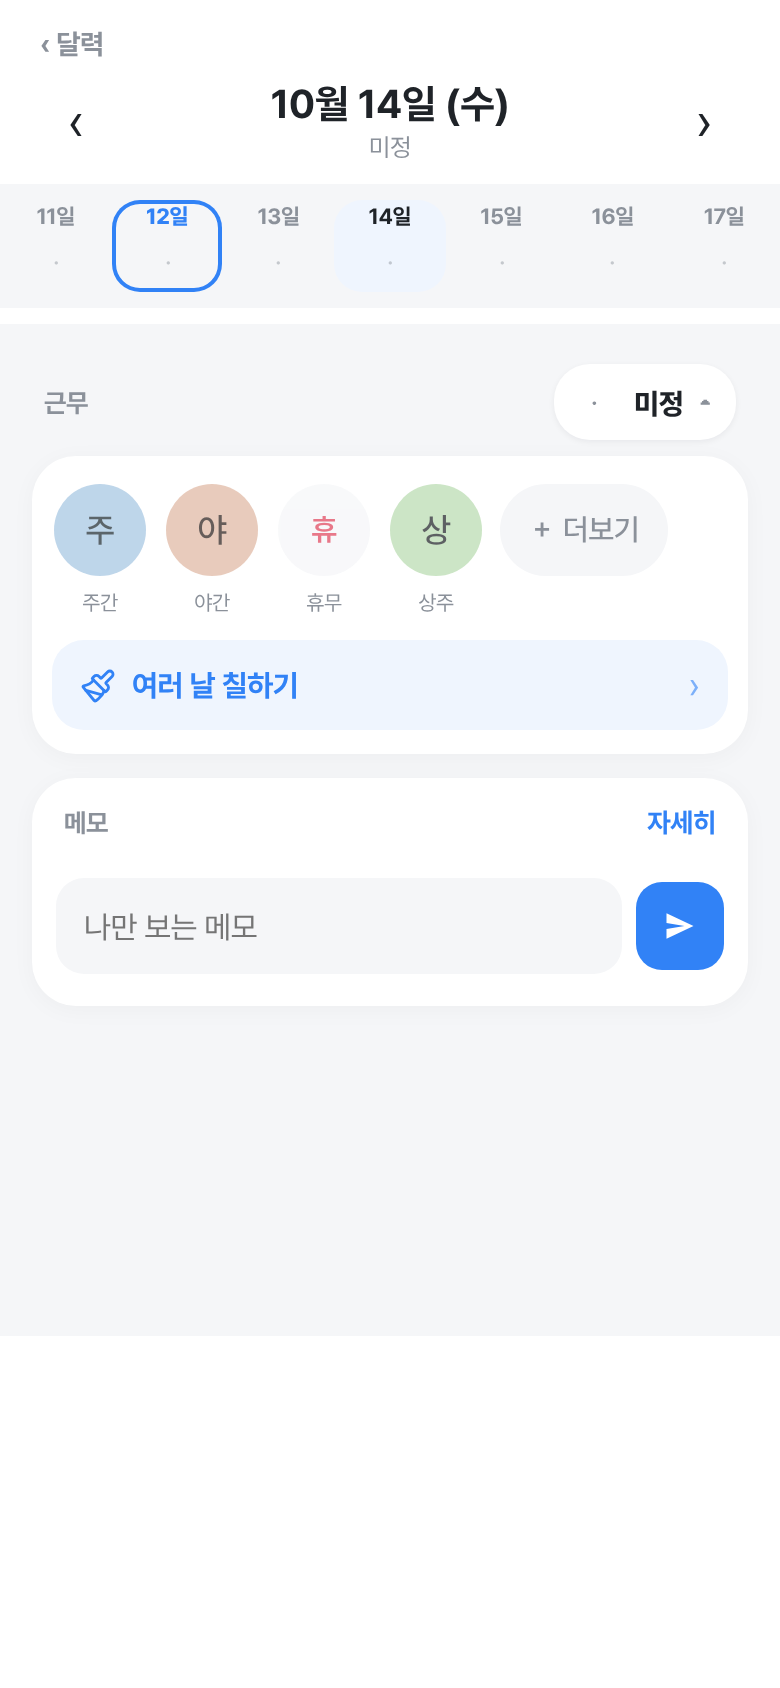 ‹ 달력
‹ 10월 14일 (수) ›
미정
11일 12일 13일 14일 15일 16일 17일
· · · · · · ·
근무 · 미정
주 야 휴 상 + 더보기
주간 야간 휴무 상주
여러 날 칠하기 ›
메모 자세히
나만 보는 메모